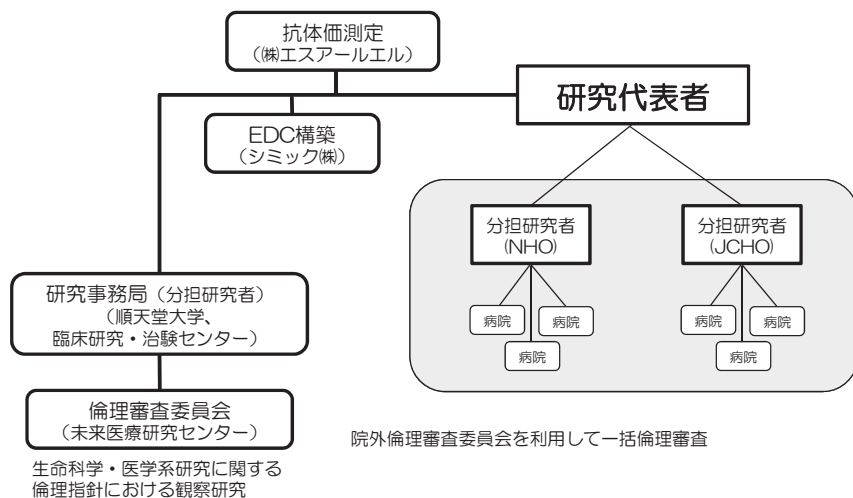 抗体価測定
(㈱エスアールエル)
研究代表者
EDC構築
(シミック㈱)
分担研究者
(NHO)
分担研究者
(JCHO)
病院
病院
病院
病院
病院
病院
研究事務局(分担研究者)
(順天堂大学、
臨床研究・治験センター)
倫理審査委員会
(未来医療研究センター)
院外倫理審査委員会を利用して一括倫理審査
生命科学・医学系研究に関する
倫理指針における観察研究